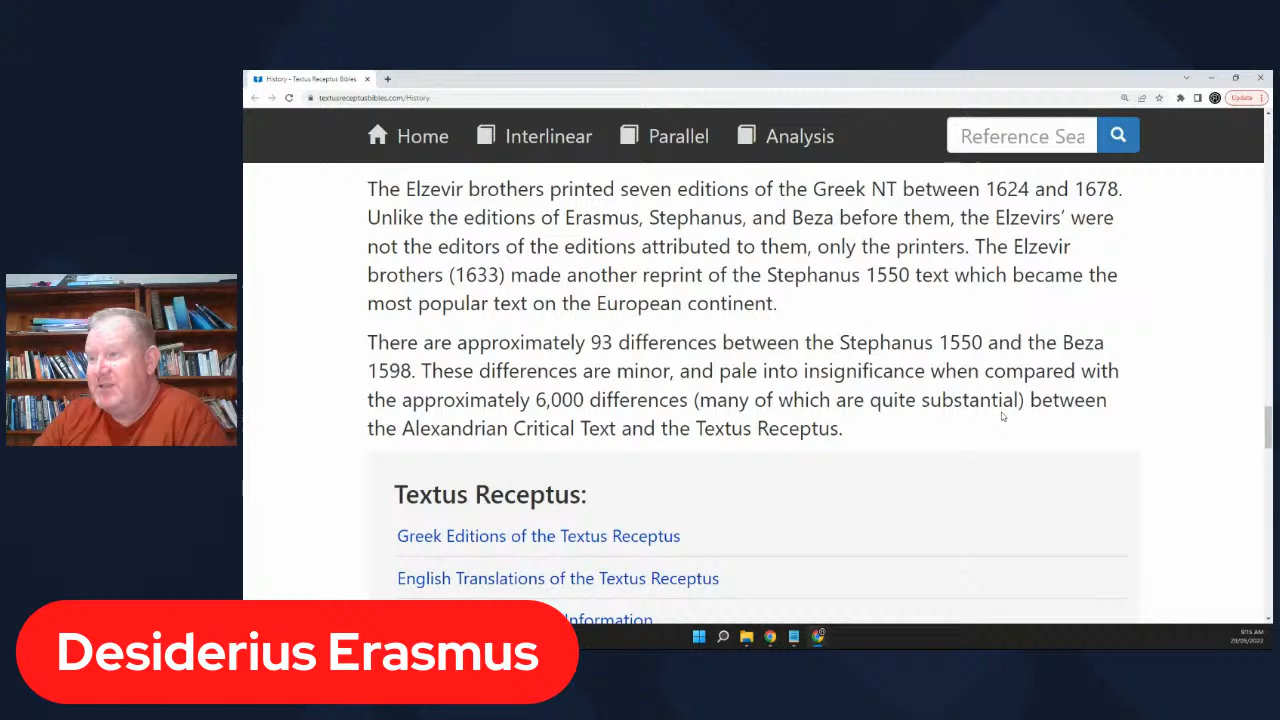 History - Textus Receptus Bibles
textusreceptusbibles.com/History
Update
Home Interlinear Parallel Analysis Reference Sea
The Elzevir brothers printed seven editions of the Greek NT between 1624 and 1678.
Unlike the editions of Erasmus, Stephanus, and Beza before them, the Elzevirs’ were
not the editors of the editions attributed to them, only the printers. The Elzevir
brothers (1633) made another reprint of the Stephanus 1550 text which became the
most popular text on the European continent.
There are approximately 93 differences between the Stephanus 1550 and the Beza
1598. These differences are minor, and pale into insignificance when compared with
the approximately 6,000 differences (many of which are quite substantial) between
the Alexandrian Critical Text and the Textus Receptus.
Textus Receptus:
Greek Editions of the Textus Receptus
English Translations of the Textus Receptus
Information
Desiderius Erasmus
9:15 AM
29/05/2022